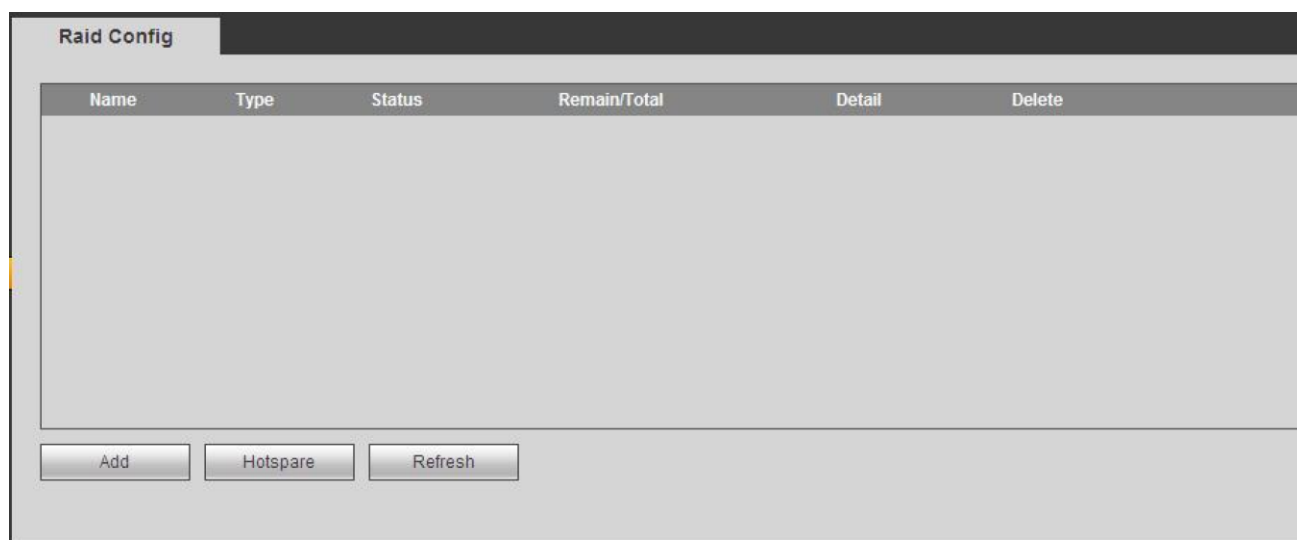 Raid Config
Name Type Status Remain/Total Detail Delete
Add Hotspare Refresh